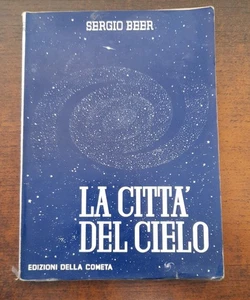 SERGIO BEER
LA CITTA'
DEL CIELO
EDIZIONI DELLA COMETA